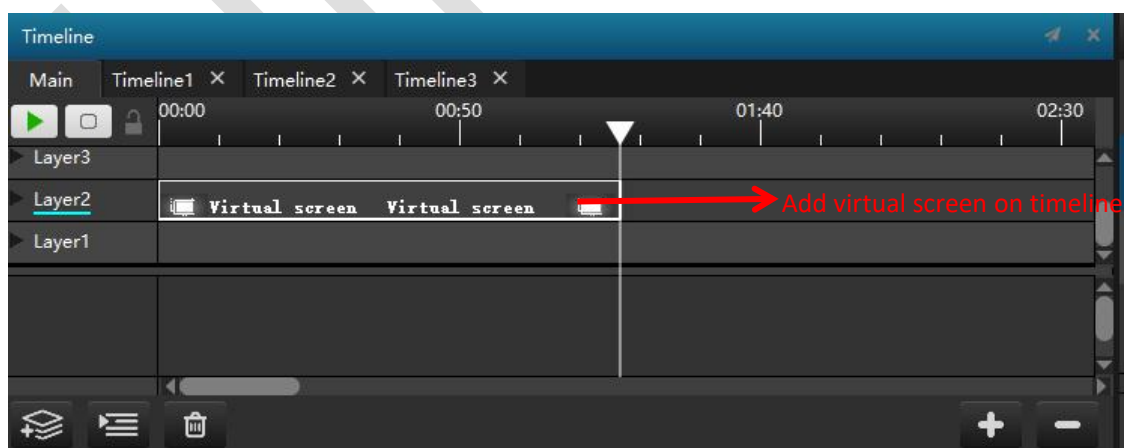 Timeline
Main Timeline1 Timeline2 Timeline3
00:00 00:50 01:40 02:30
Layer3
Layer2 Virtual screen Virtual screen Add virtual screen on timeline
Layer1